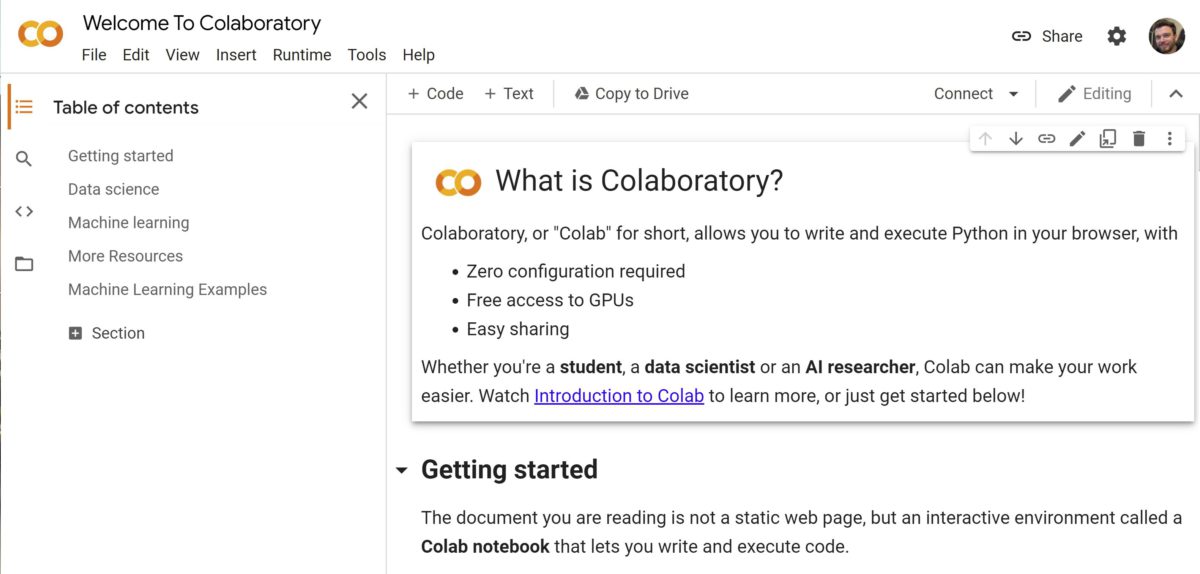 Welcome To Colaboratory
File Edit View Insert Runtime Tools Help
Share
Table of contents
Getting started
Data science
Machine learning
More Resources
Machine Learning Examples
Section
+ Code + Text Copy to Drive
Connect Editing
CO What is Colaboratory?
Colaboratory, or "Colab" for short, allows you to write and execute Python in your browser, with
• Zero configuration required
• Free access to GPUs
• Easy sharing
Whether you're a student, a data scientist or an AI researcher, Colab can make your work
easier. Watch Introduction to Colab to learn more, or just get started below!
Getting started
The document you are reading is not a static web page, but an interactive environment called a
Colab notebook that lets you write and execute code.